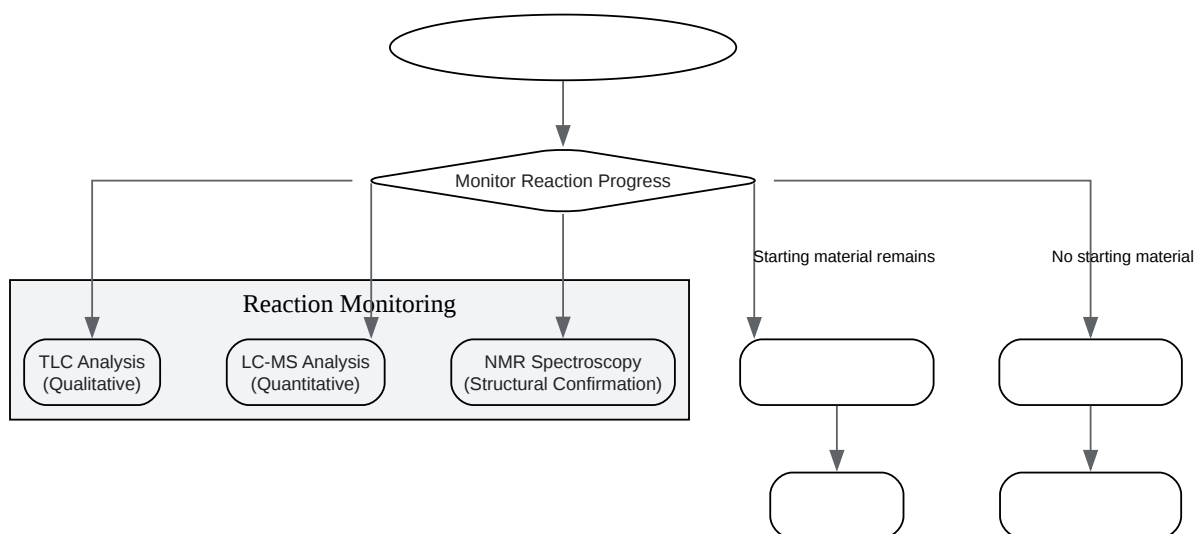 Monitor Reaction Progress
Starting material remains
No starting material
Reaction Monitoring
TLC Analysis
(Qualitative)
LC-MS Analysis
(Quantitative)
NMR Spectroscopy
(Structural Confirmation)